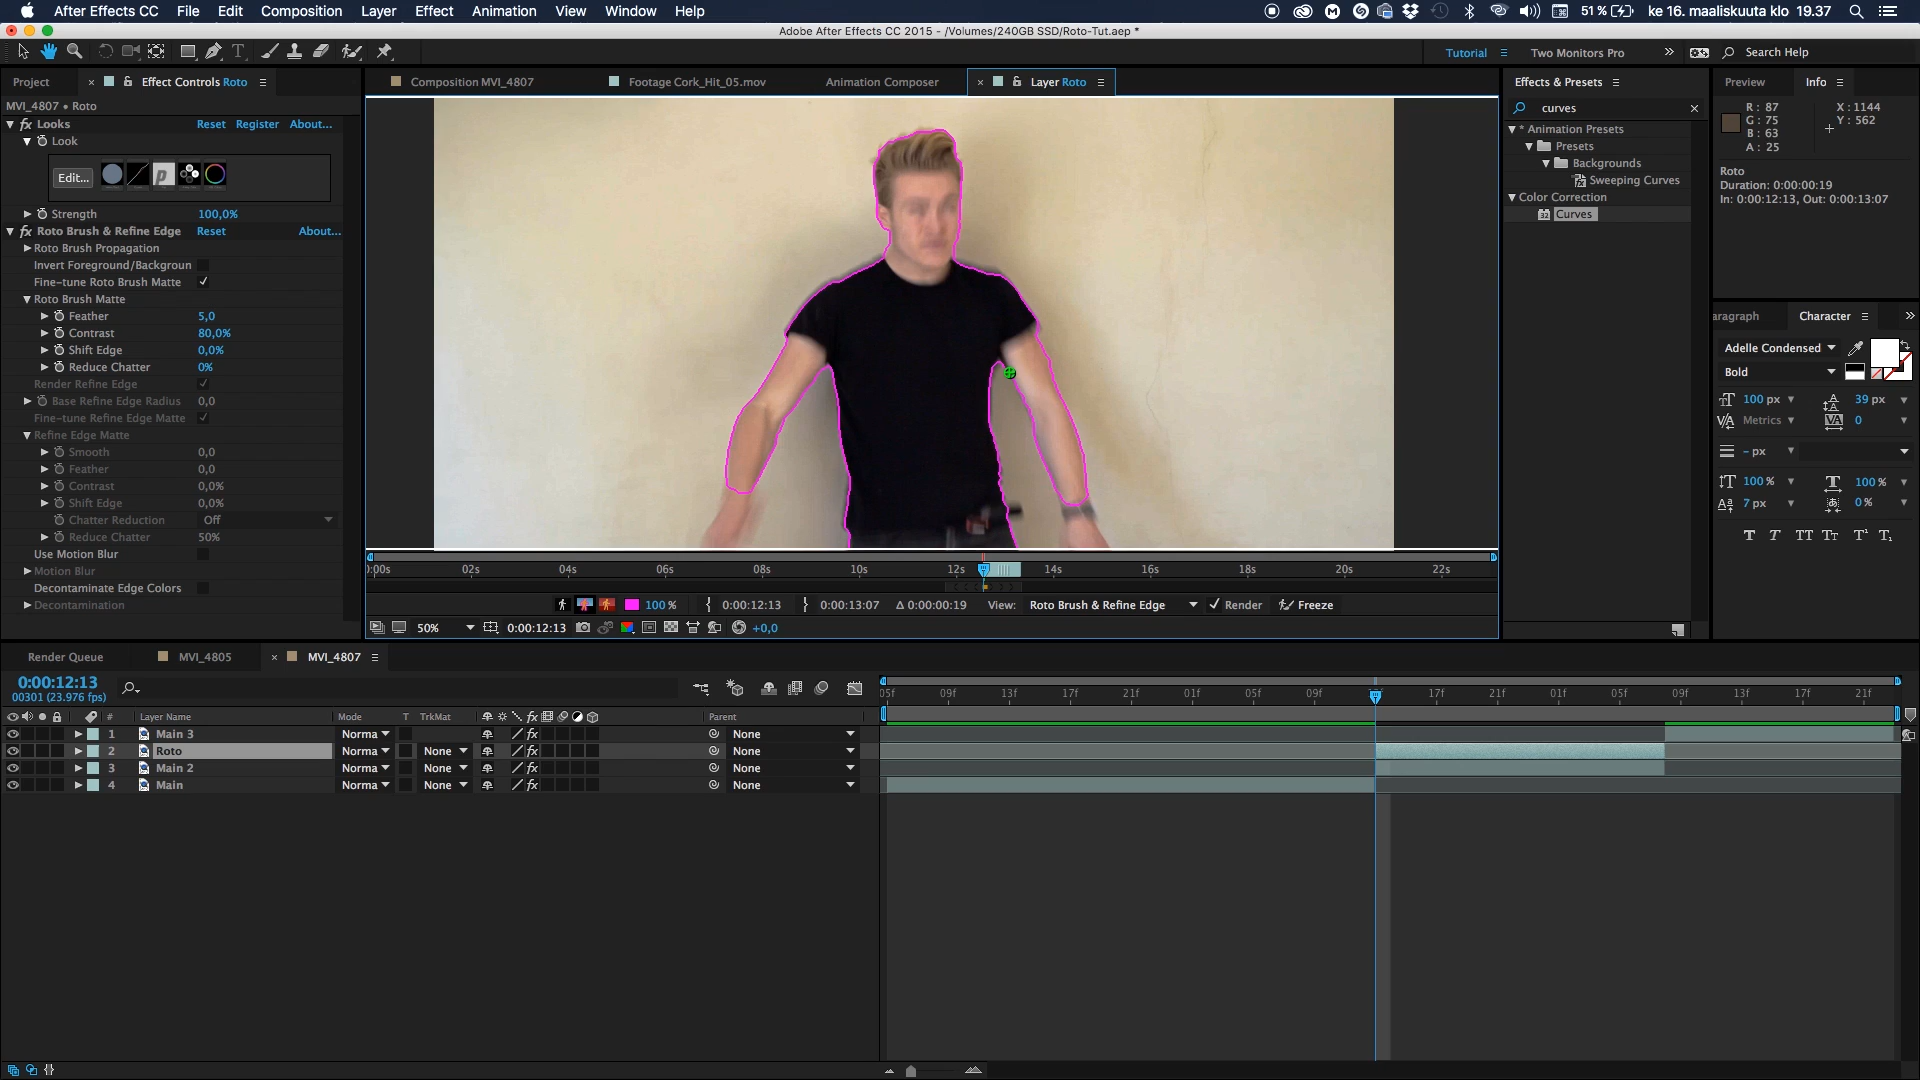 After Effects CC File Edit Composition Layer Effect Animation View Window Help 51 % ke 16. maaliskuuta klo 19.37
Adobe After Effects CC 2015 - /Volumes/240GB SSD/Roto-Tut.aep *
Tutorial Two Monitors Pro Search Help
Project Effect Controls Roto Composition MVI_4807 Footage Cork_Hit_05.mov Animation Composer Layer Roto Effects & Presets Preview Info
MVI_4807 • Roto
fx Looks Reset Register About...
Look
Edit...
Strength 100,0%
fx Roto Brush & Refine Edge Reset About...
Roto Brush Propagation
Invert Foreground/Backgroun
Fine-tune Roto Brush Matte
Roto Brush Matte
Feather 5,0
Contrast 80,0%
Shift Edge 0,0%
Reduce Chatter 0%
Render Refine Edge
Base Refine Edge Radius 0,0
Fine-tune Refine Edge Matte
Refine Edge Matte
Smooth 0,0
Feather 0,0
Contrast 0,0%
Shift Edge 0,0%
Chatter Reduction Off
Reduce Chatter 50%
Use Motion Blur
Motion Blur
Decontaminate Edge Colors
Decontamination
curves
* Animation Presets
Presets
Backgrounds
Sweeping Curves
Color Correction
Curves
R : 87
G : 75
B : 63
A : 25
X : 1144
Y : 562
Roto
Duration: 0:00:00:19
In: 0:00:12:13, Out: 0:00:13:07
aragraph Character
Adelle Condensed
Bold
100 px 39 px
Metrics 0
- px
100 % 100 %
7 px 0 %
T T TT Tт T¹ T₁
):00s 02s 04s 06s 08s 10s 12s 14s 16s 18s 20s 22s
100 % 0:00:12:13 0:00:13:07 Δ 0:00:00:19 View: Roto Brush & Refine Edge Render Freeze
50% 0:00:12:13 +0,0
Render Queue MVI_4805 MVI_4807
0:00:12:13
00301 (23.976 fps)
05f 09f 13f 17f 21f 01f 05f 09f 17f 21f 01f 05f 09f 13f 17f 21f
# Layer Name Mode T TrkMat fx Parent
1 Main 3 Norma fx None
2 Roto Norma None fx None
3 Main 2 Norma None fx None
4 Main Norma None fx None